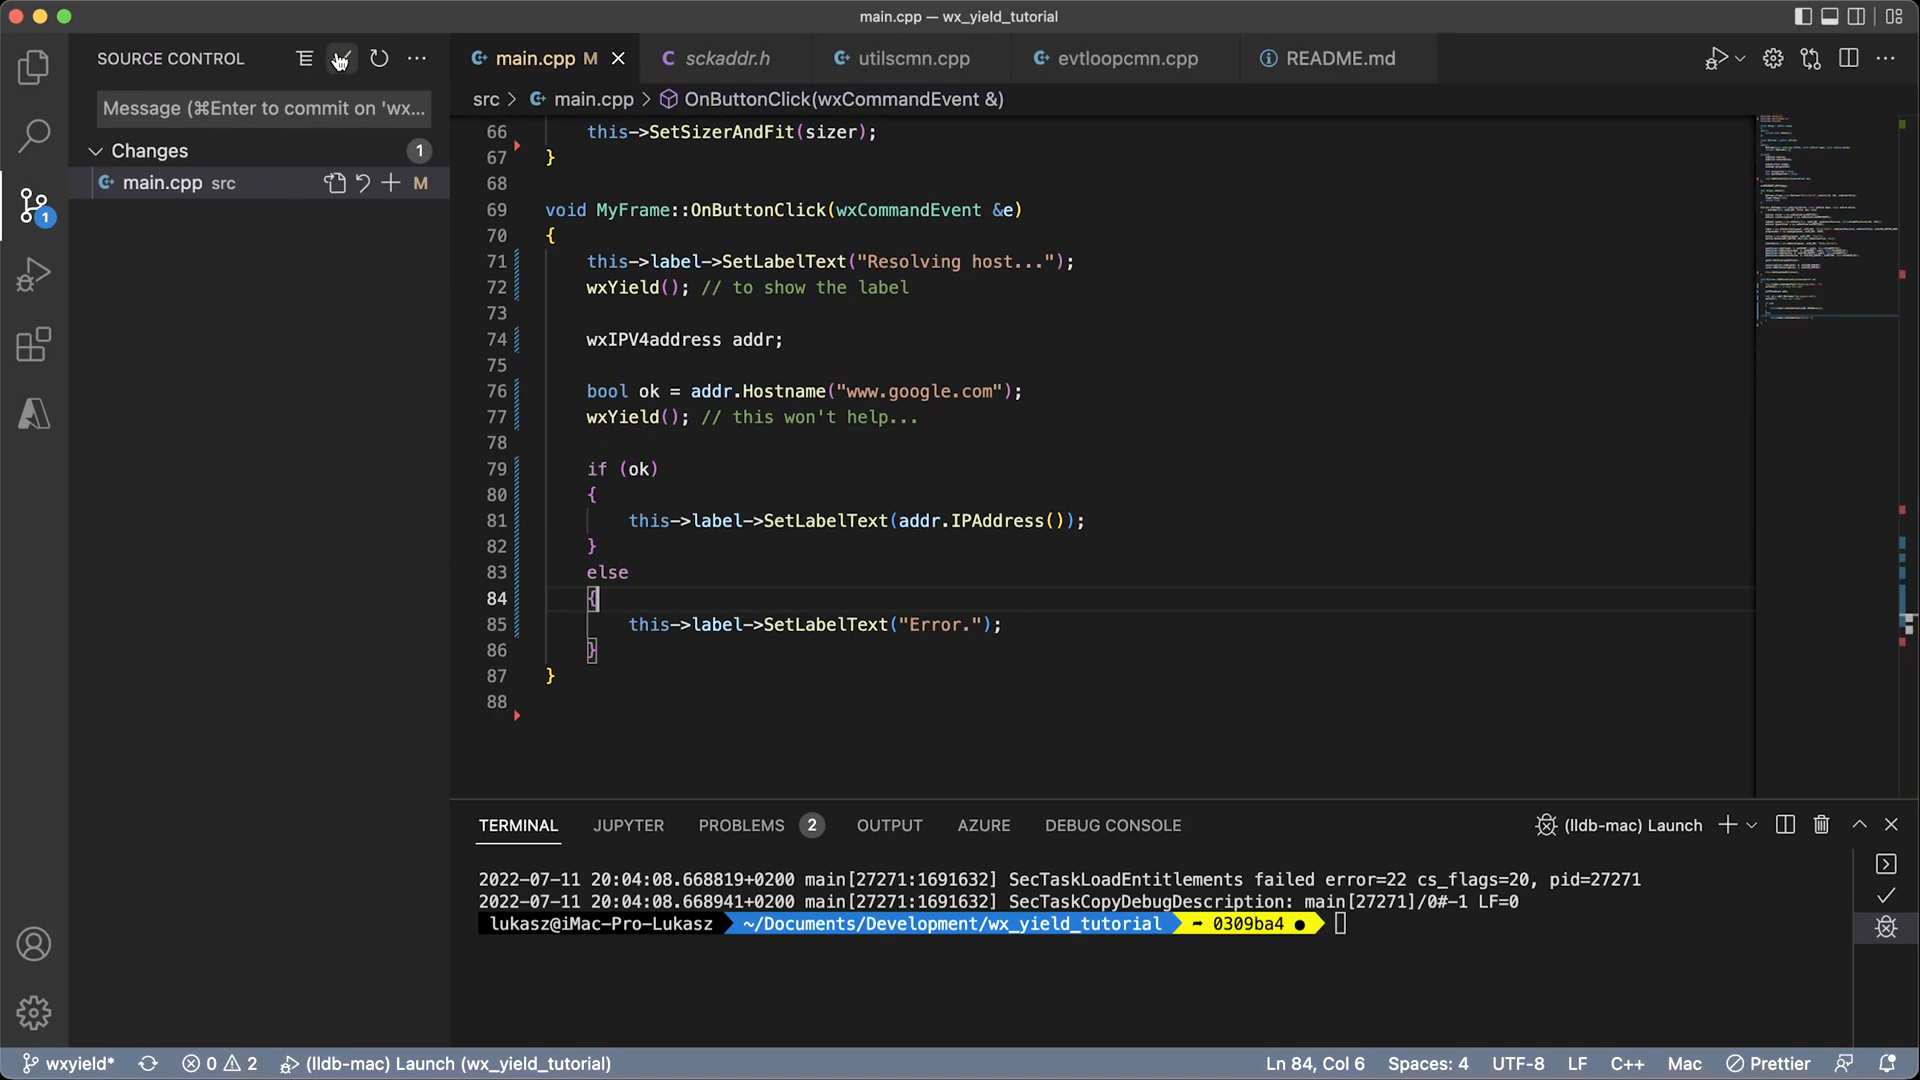 main.cpp — wx_yield_tutorial
SOURCE CONTROL
Message (⌘Enter to commit on 'wx...
Changes 1
main.cpp src M
1
main.cpp M
sckaddr.h
utilscmn.cpp
evtloopcmn.cpp
README.md
src > main.cpp > OnButtonClick(wxCommandEvent &)
66 this->SetSizerAndFit(sizer);
67 }
68
69 void MyFrame::OnButtonClick(wxCommandEvent &e)
70 {
71 this->label->SetLabelText("Resolving host...");
72 wxYield(); // to show the label
73
74 wxIPV4address addr;
75
76 bool ok = addr.Hostname("www.google.com");
77 wxYield(); // this won't help...
78
79 if (ok)
80 {
81 this->label->SetLabelText(addr.IPAddress());
82 }
83 else
84 {
85 this->label->SetLabelText("Error.");
86 }
87 }
88
TERMINAL JUPYTER PROBLEMS 2 OUTPUT AZURE DEBUG CONSOLE (lldb-mac) Launch
2022-07-11 20:04:08.668819+0200 main[27271:1691632] SecTaskLoadEntitlements failed error=22 cs_flags=20, pid=27271
2022-07-11 20:04:08.668941+0200 main[27271:1691632] SecTaskCopyDebugDescription: main[27271]/0#-1 LF=0
lukasz@iMac-Pro-Lukasz ~/Documents/Development/wx_yield_tutorial ➦ 0309ba4 ●
wxyield* 0 2 (lldb-mac) Launch (wx_yield_tutorial) Ln 84, Col 6 Spaces: 4 UTF-8 LF C++ Mac Prettier